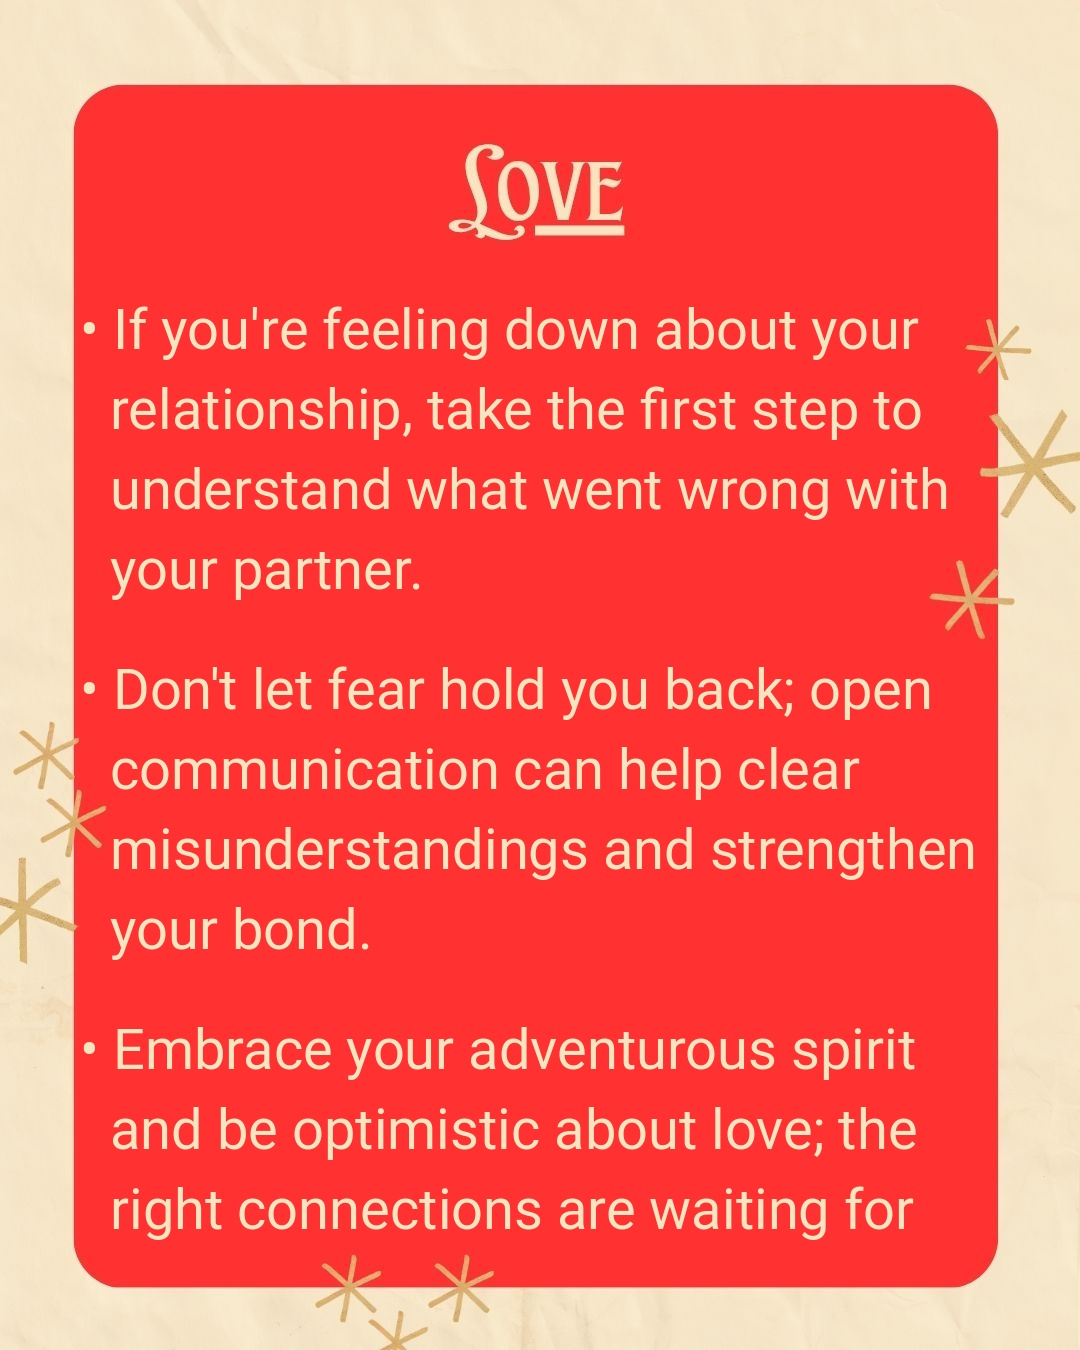 LOVE
• If you're feeling down about your
relationship, take the first step to
understand what went wrong with
your partner.
• Don't let fear hold you back; open
communication can help clear
misunderstandings and strengthen
your bond.
• Embrace your adventurous spirit
and be optimistic about love; the
right connections are waiting for